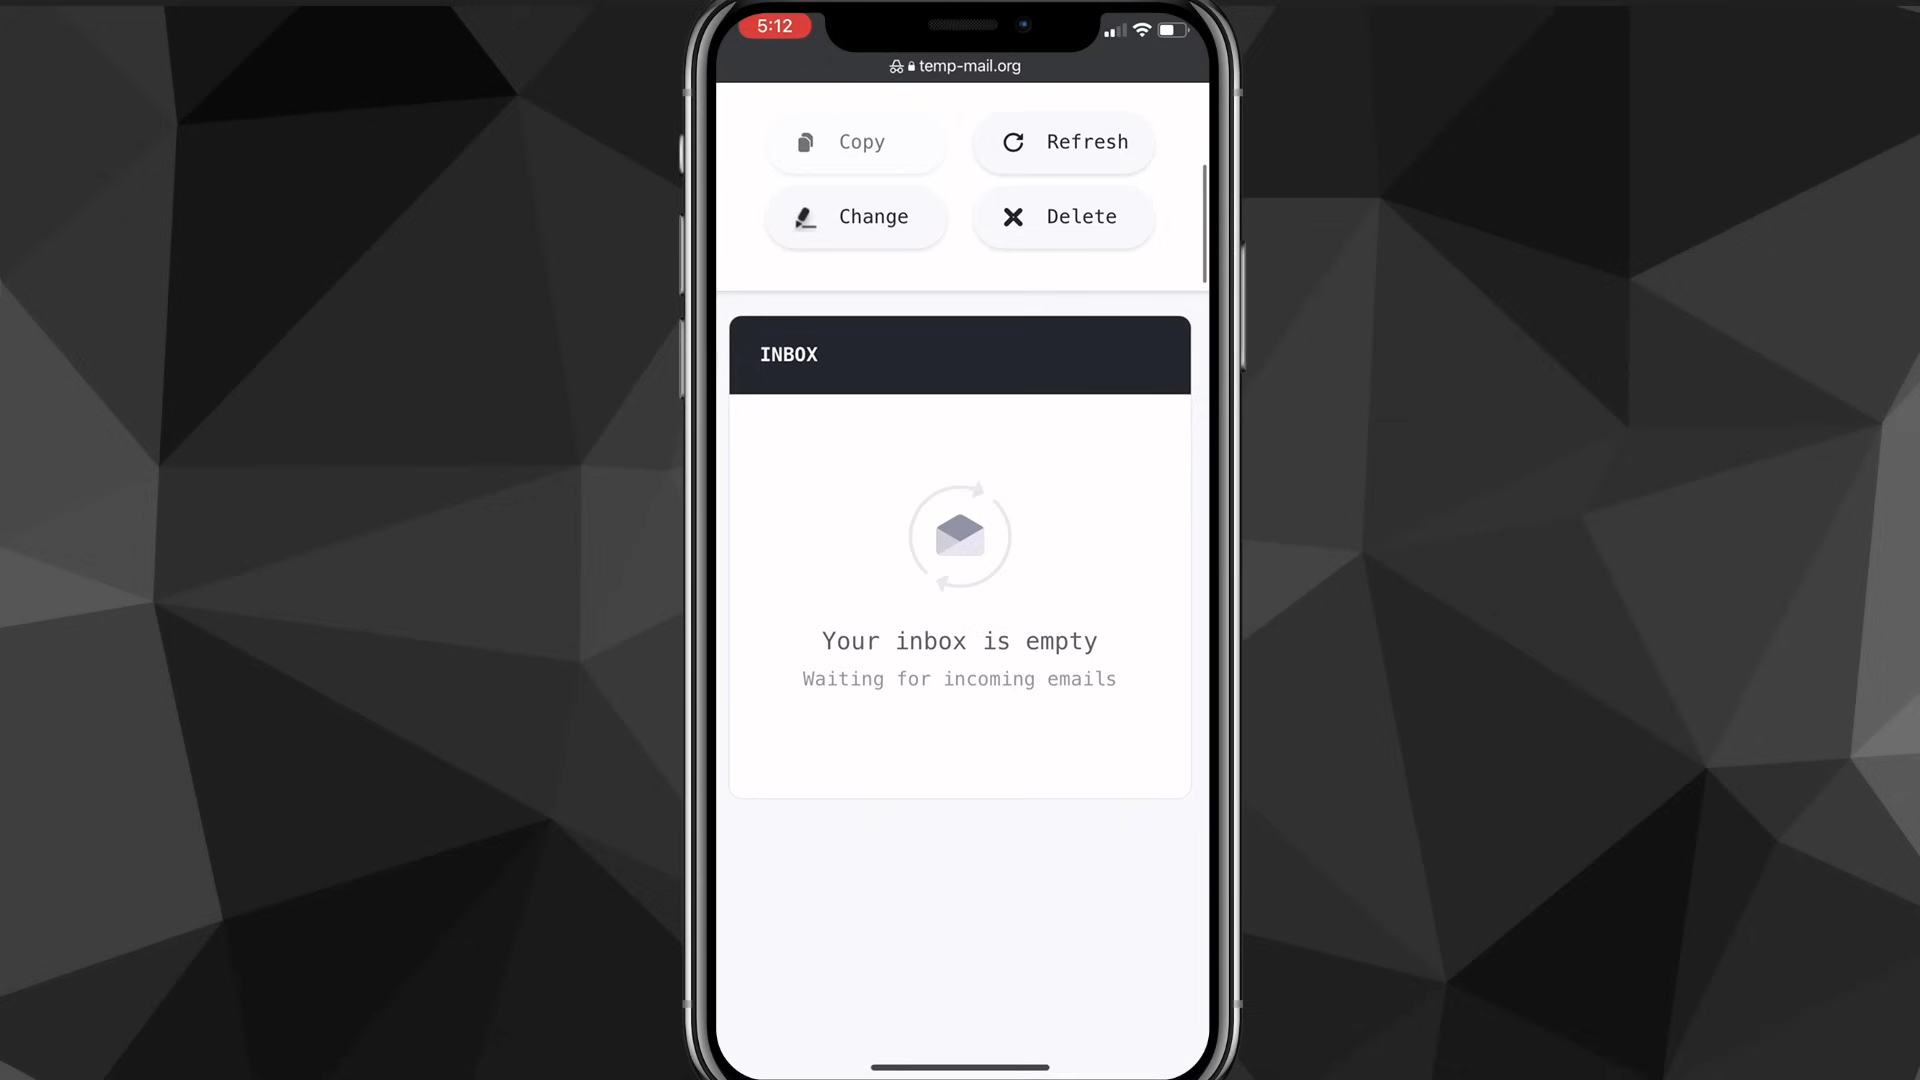 5:12
temp-mail.org
Copy
Refresh
Change
Delete
INBOX
Your inbox is empty
Waiting for incoming emails